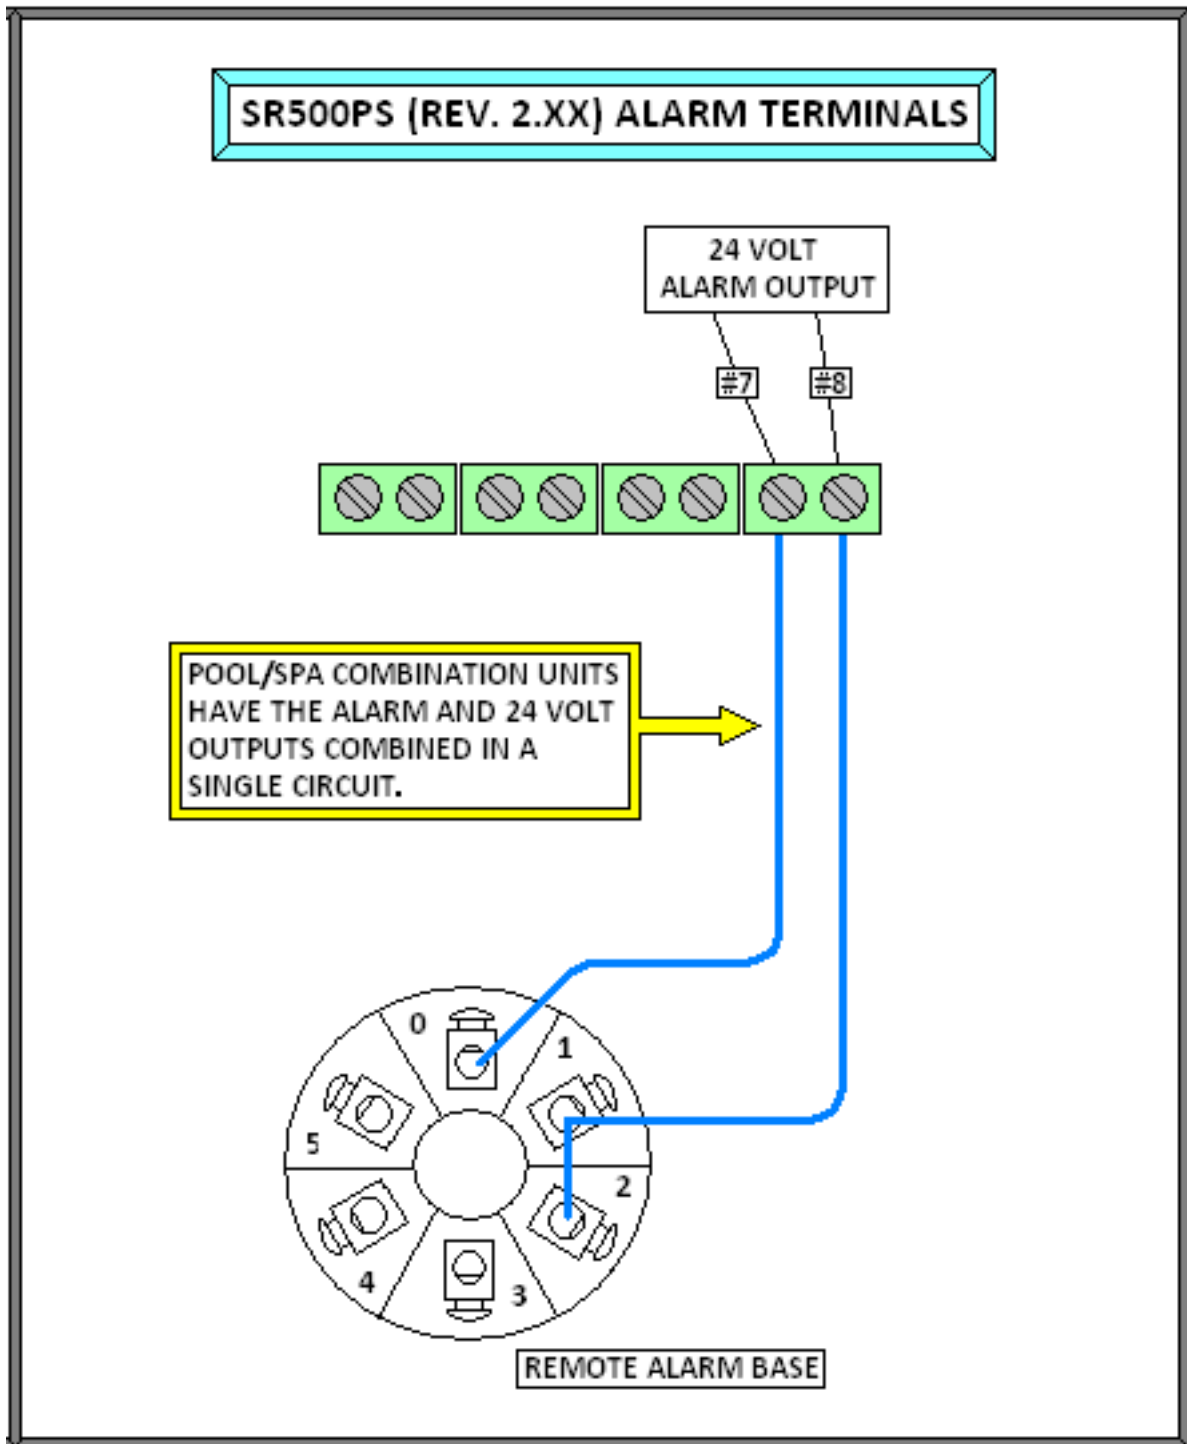 SR500PS (REV. 2.XX) ALARM TERMINALS
24 VOLT
ALARM OUTPUT
#7
#8
POOL/SPA COMBINATION UNITS
HAVE THE ALARM AND 24 VOLT
OUTPUTS COMBINED IN A
SINGLE CIRCUIT.
0
1
5
2
4
3
REMOTE ALARM BASE